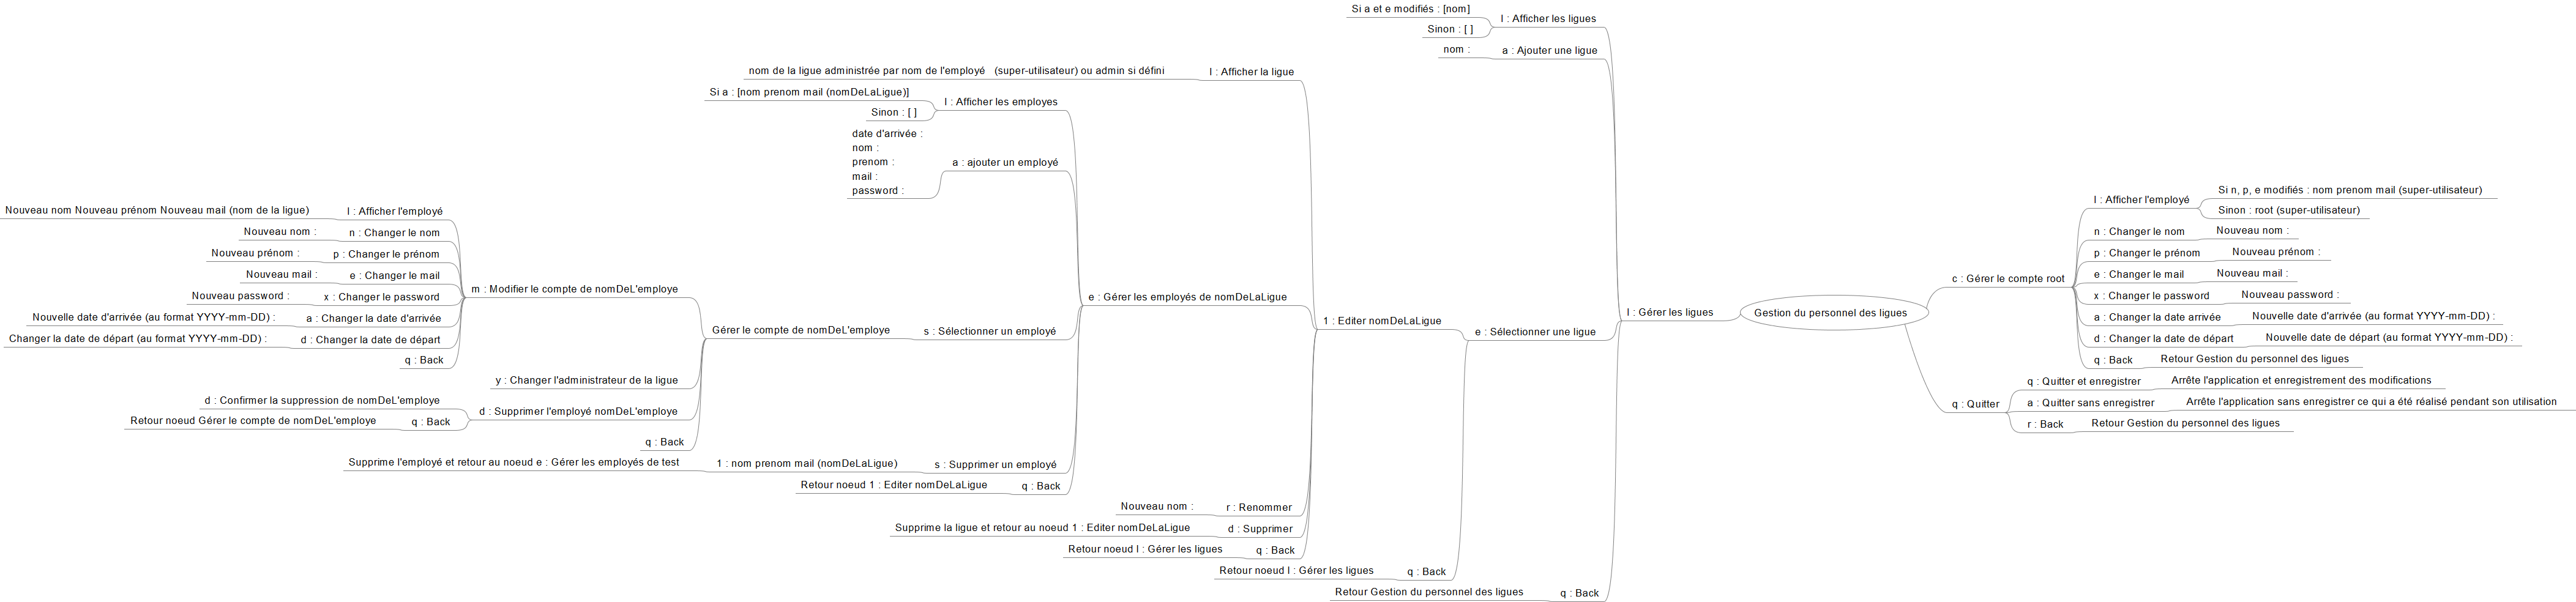 Gestion du personnel des ligues
c : Gérer le compte root
l : Afficher l'employé
Si n, p, e modifiés : nom prenom mail (super-utilisateur)
Sinon : root (super-utilisateur)
n : Changer le nom
Nouveau nom :
p : Changer le prénom
Nouveau prénom :
e : Changer le mail
Nouveau mail :
x : Changer le password
Nouveau password :
a : Changer la date arrivée
Nouvelle date d'arrivée (au format YYYY-mm-DD) :
d : Changer la date de départ
Nouvelle date de départ (au format YYYY-mm-DD) :
q : Back
Retour Gestion du personnel des ligues
q : Quitter
q : Quitter et enregistrer
Arrête l'application et enregistrement des modifications
a : Quitter sans enregistrer
Arrête l'application sans enregistrer ce qui a été réalisé pendant son utilisation
r : Back
Retour Gestion du personnel des ligues
l : Gérer les ligues
l : Afficher les ligues
Si a et e modifiés : [nom]
Sinon : [ ]
a : Ajouter une ligue
nom :
e : Sélectionner une ligue
1 : Editer nomDeLaLigue
l : Afficher la ligue
nom de la ligue administrée par nom de l'employé (super-utilisateur) ou admin si défini
e : Gérer les employés de nomDeLaLigue
l : Afficher les employes
Si a : [nom prenom mail (nomDeLaLigue)]
Sinon : [ ]
a : ajouter un employé
date d'arrivée :
nom :
prenom :
mail :
password :
s : Sélectionner un employé
Gérer le compte de nomDeL'employe
m : Modifier le compte de nomDeL'employe
l : Afficher l'employé
Nouveau nom Nouveau prénom Nouveau mail (nom de la ligue)
n : Changer le nom
Nouveau nom :
p : Changer le prénom
Nouveau prénom :
e : Changer le mail
Nouveau mail :
x : Changer le password
Nouveau password :
a : Changer la date d'arrivée
Nouvelle date d'arrivée (au format YYYY-mm-DD) :
d : Changer la date de départ
Changer la date de départ (au format YYYY-mm-DD) :
q : Back
y : Changer l'administrateur de la ligue
d : Supprimer l'employé nomDeL'employe
d : Confirmer la suppression de nomDeL'employe
q : Back
Retour noeud Gérer le compte de nomDeL'employe
q : Back
s : Supprimer un employé
1 : nom prenom mail (nomDeLaLigue)
Supprime l'employé et retour au noeud e : Gérer les employés de test
q : Back
Retour noeud 1 : Editer nomDeLaLigue
r : Renommer
Nouveau nom :
d : Supprimer
Supprime la ligue et retour au noeud 1 : Editer nomDeLaLigue
q : Back
Retour noeud l : Gérer les ligues
q : Back
Retour noeud l : Gérer les ligues
q : Back
Retour Gestion du personnel des ligues